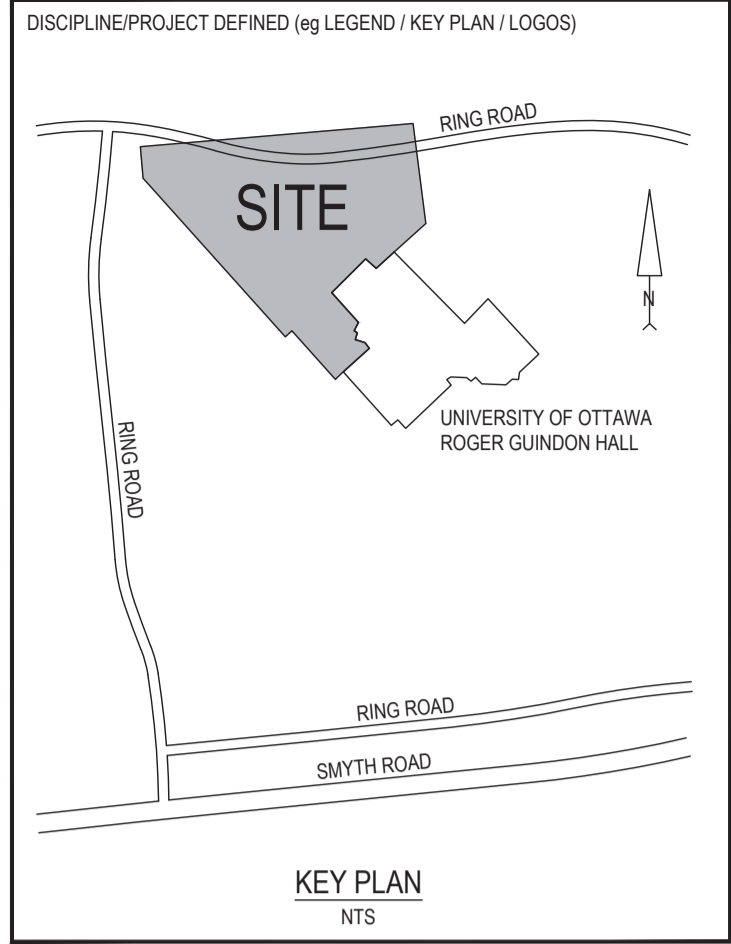 DISCIPLINE/PROJECT DEFINED (eg LEGEND / KEY PLAN / LOGOS)
RING ROAD
SITE
N
UNIVERSITY OF OTTAWA
ROGER GUINDON HALL
RING ROAD
RING ROAD
SMYTH ROAD
KEY PLAN
NTS